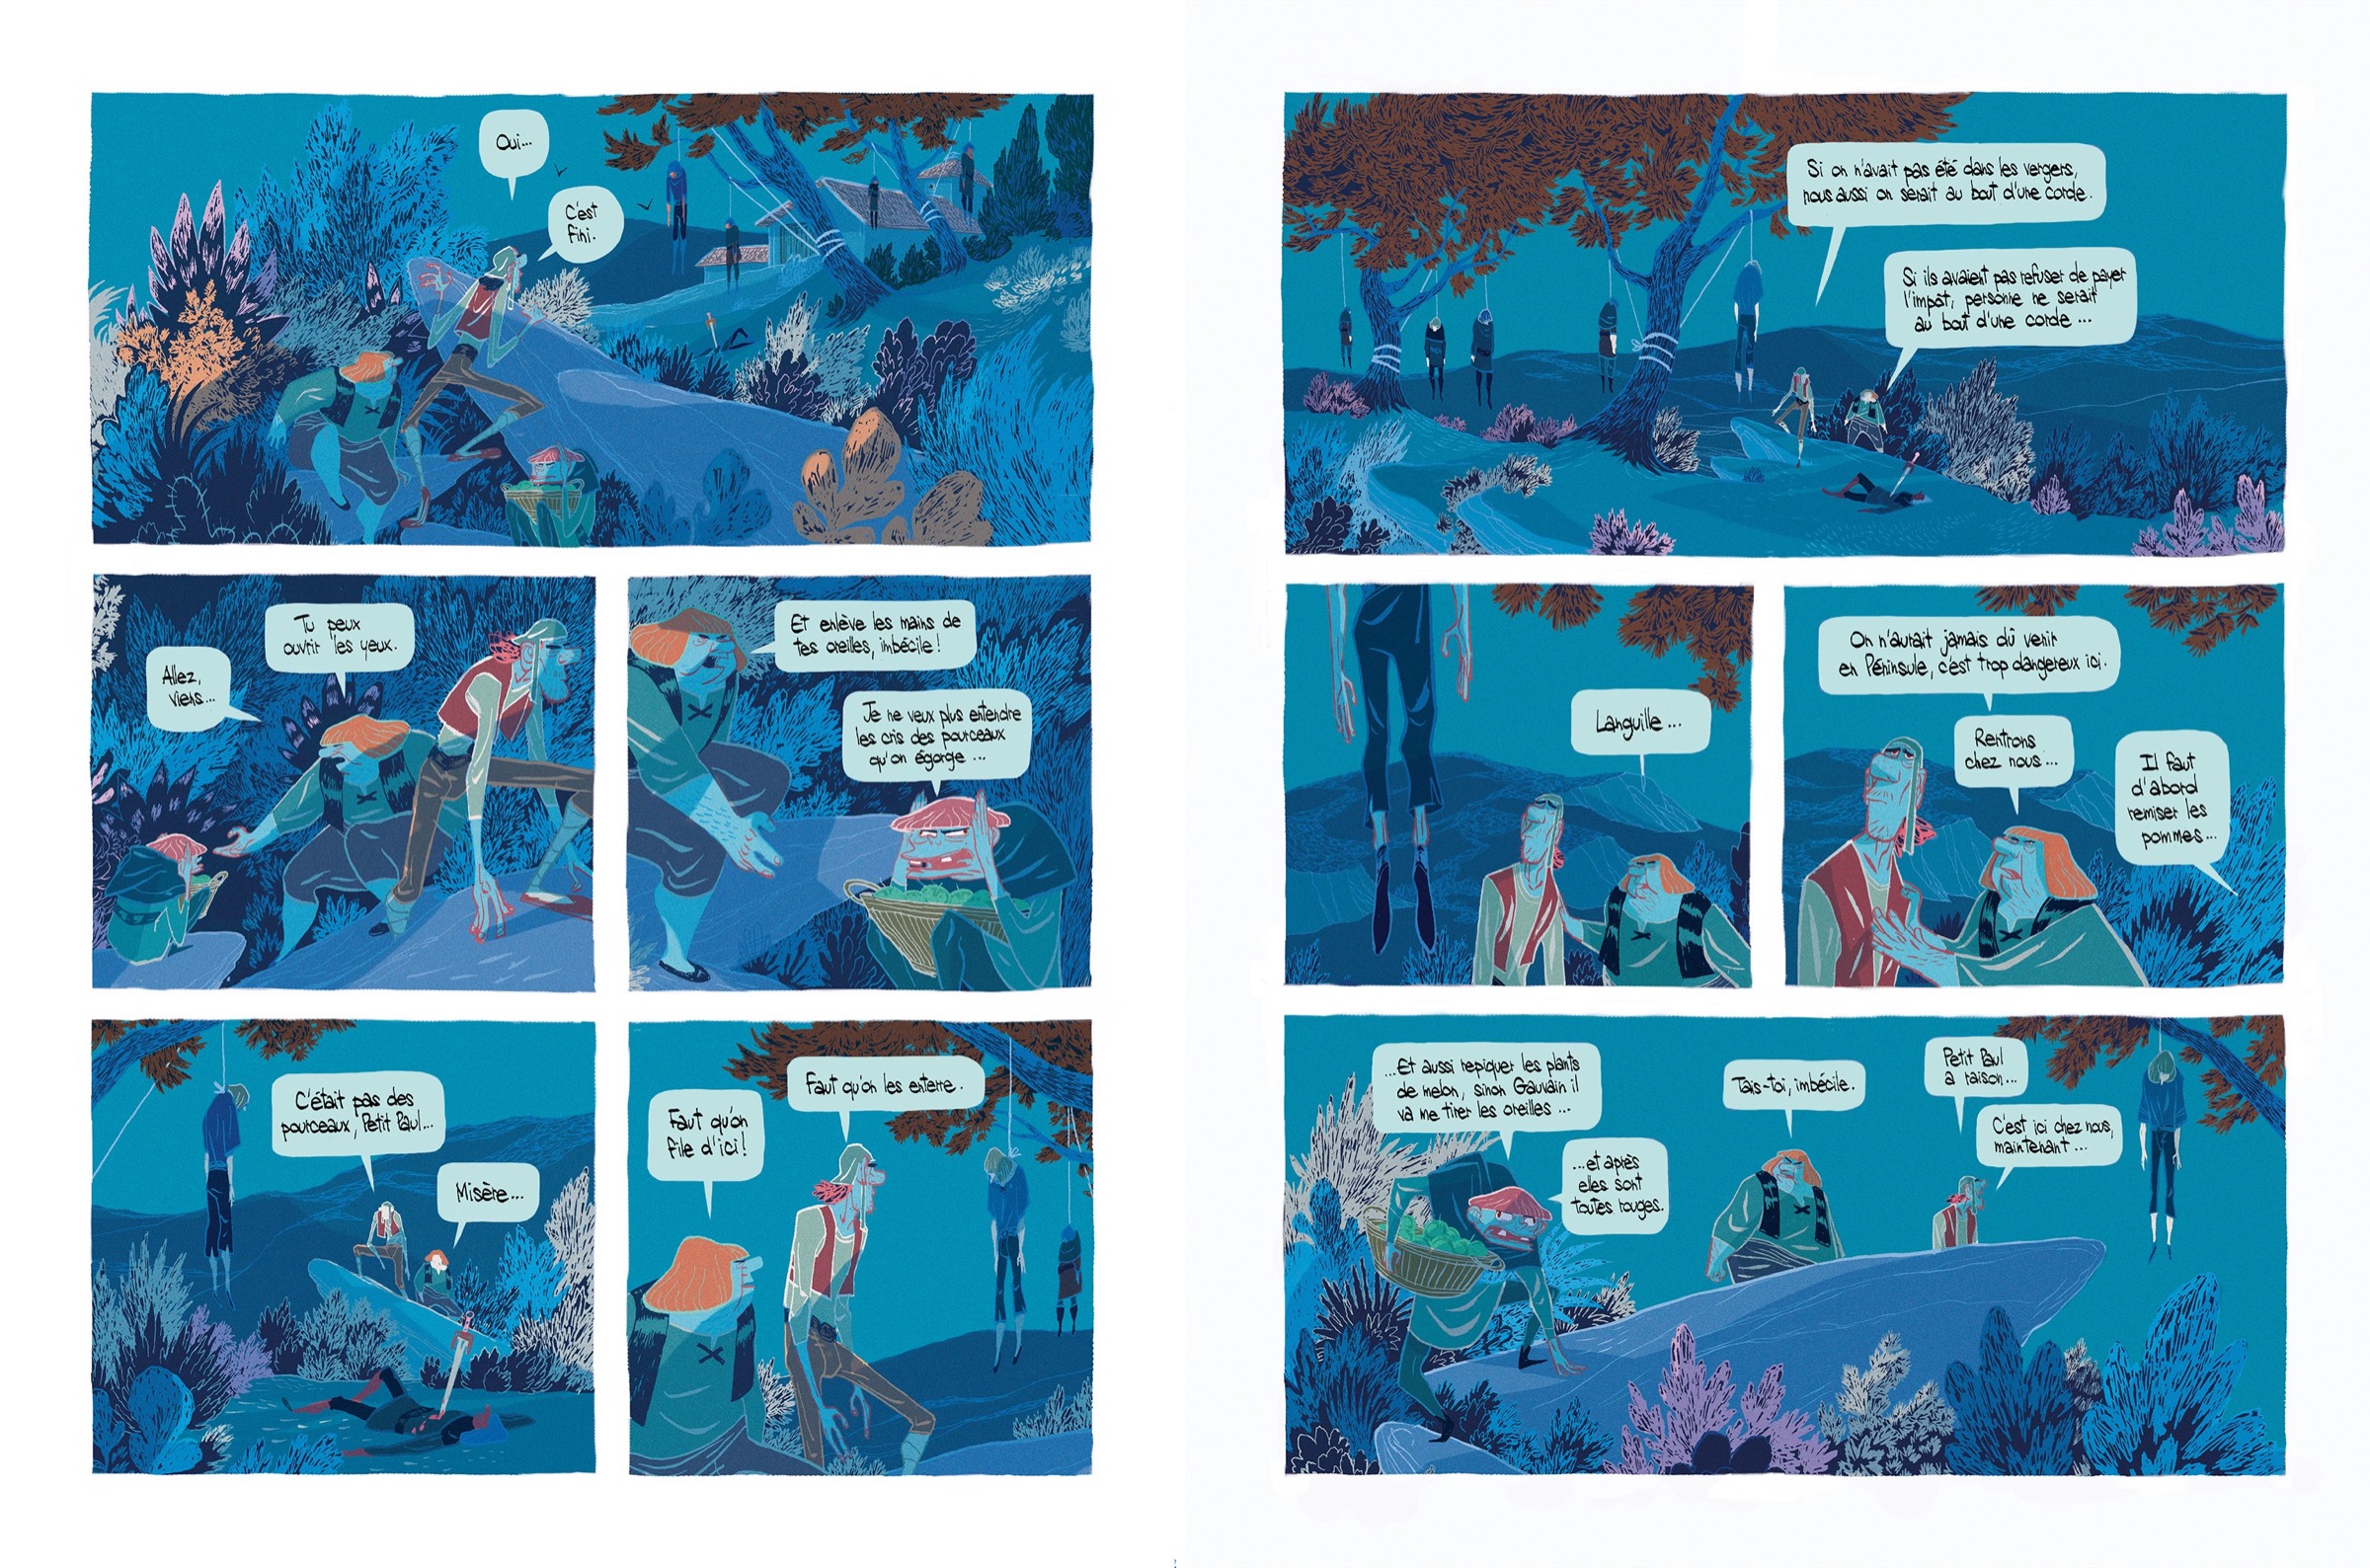 Oui...
C'est
fini.
Allez,
viens...
Tu peux
ouvrir les yeux.
Et enlève les mains de
tes oreilles, imbécile !
Je ne veux plus entendre
les cris des pourceaux
qu'on égorge ...
C'était pas des
pourceaux, Petit Paul...
Misère...
Faut qu'on
file d'ici !
Faut qu'on les enterre.
Si on n'avait pas été dans les vergers,
nous aussi on serait au bout d'une corde.
Si ils avaient pas refuser de payer
l'impôt, personne ne serait
au bout d'une corde ...
Languille ...
On n'aurait jamais dû venir
en Péninsule, c'est trop dangereux ici.
Rentrons
chez nous ...
Il faut
d'abord
remiser les
pommes...
...Et aussi repiquer les plants
de melon, sinon Gauvain il
va me tirer les oreilles ...
...et après
elles sont
toutes rouges.
Tais-toi, imbécile.
Petit Paul
a raison...
C'est ici chez nous,
maintenant ...